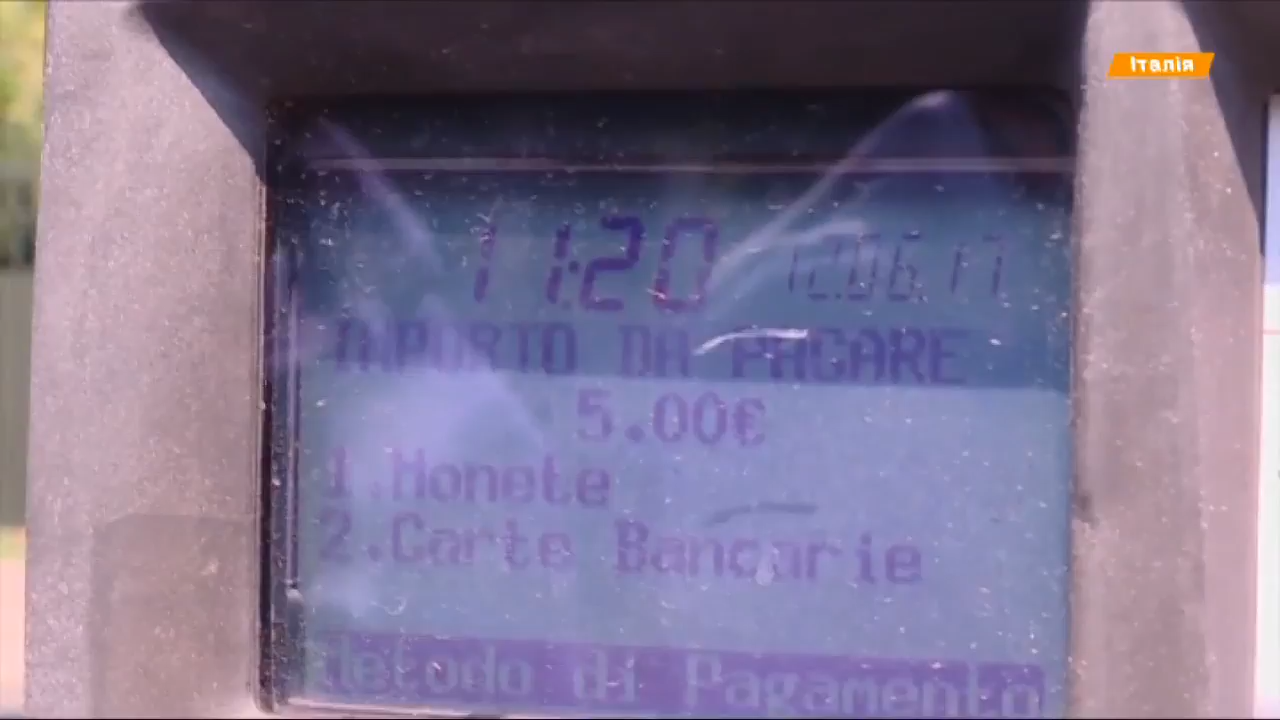 Італія
11:20 12.06.17
IMPORTO DA PAGARE
5.00€
1.Monete
2.Carte Bancarie
Metodo di Pagamento